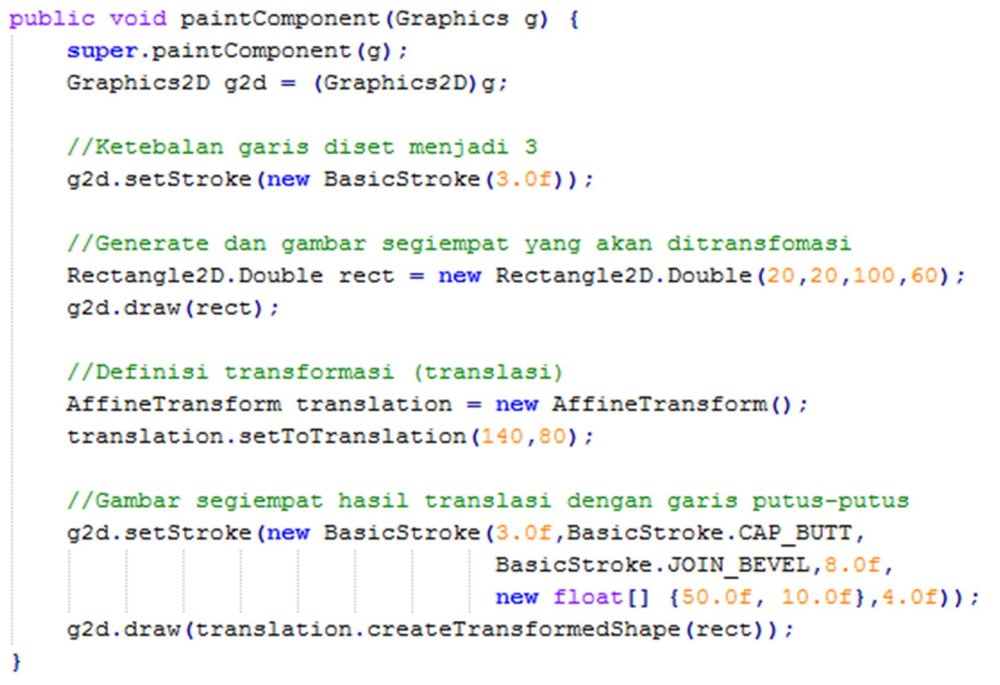 public void paintComponent(Graphics g) {
super.paintComponent(g);
Graphics2D g2d = (Graphics2D)g;
//Ketebalan garis diset menjadi 3
g2d.setStroke(new BasicStroke(3.0f));
//Generate dan gambar segiempat yang akan ditransfomasi
Rectangle2D.Double rect = new Rectangle2D.Double(20,20,100,60);
g2d.draw(rect);
//Definisi transformasi (translasi)
AffineTransform translation = new AffineTransform();
translation.setToTranslation(140,80);
//Gambar segiempat hasil translasi dengan garis putus-putus
g2d.setStroke(new BasicStroke(3.0f,BasicStroke.CAP_BUTT,
BasicStroke.JOIN_BEVEL,8.0f,
new float[] {50.0f, 10.0f},4.0f));
g2d.draw(translation.createTransformedShape(rect));
}